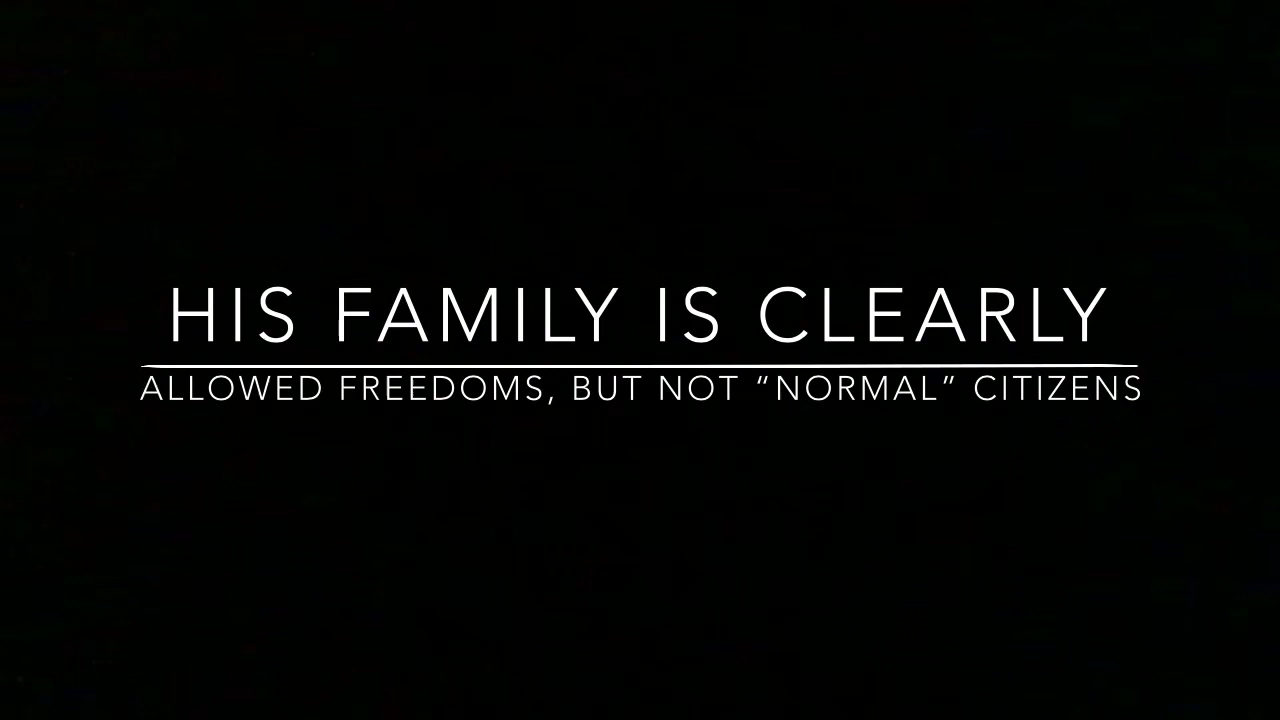 HIS FAMILY IS CLEARLY
ALLOWED FREEDOMS, BUT NOT “NORMAL” CITIZENS